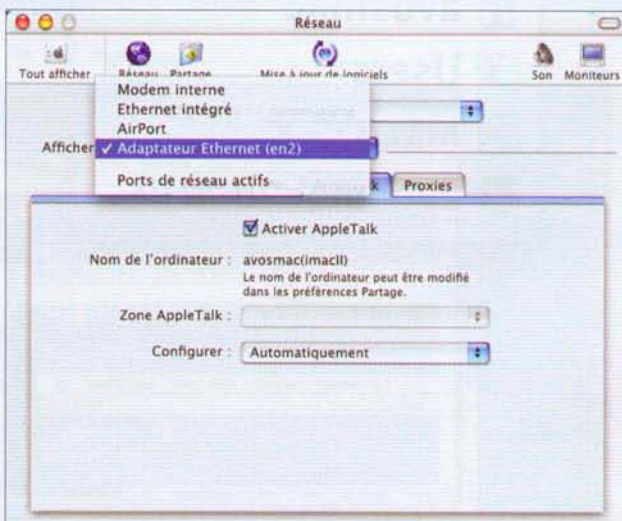 Réseau
Tout afficher Réseau Partage Mise à jour de logiciels Son Moniteurs
Modem interne
Ethernet intégré
AirPort
Afficher ✓ Adaptateur Ethernet (en2)
Ports de réseau actifs
Proxies
Activer AppleTalk
Nom de l'ordinateur : avosmac(imacII)
Le nom de l'ordinateur peut être modifié
dans les préférences Partage.
Zone AppleTalk :
Configurer : Automatiquement